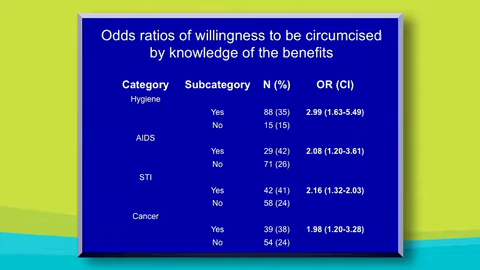 Odds ratios of willingness to be circumcised
by knowledge of the benefits
Category Subcategory N (%) OR (CI)
Hygiene
Yes 88 (35) 2.99 (1.63-5.49)
No 15 (15)
AIDS
Yes 29 (42) 2.08 (1.20-3.61)
No 71 (26)
STI
Yes 42 (41) 2.16 (1.32-2.03)
No 58 (24)
Cancer
Yes 39 (38) 1.98 (1.20-3.28)
No 54 (24)